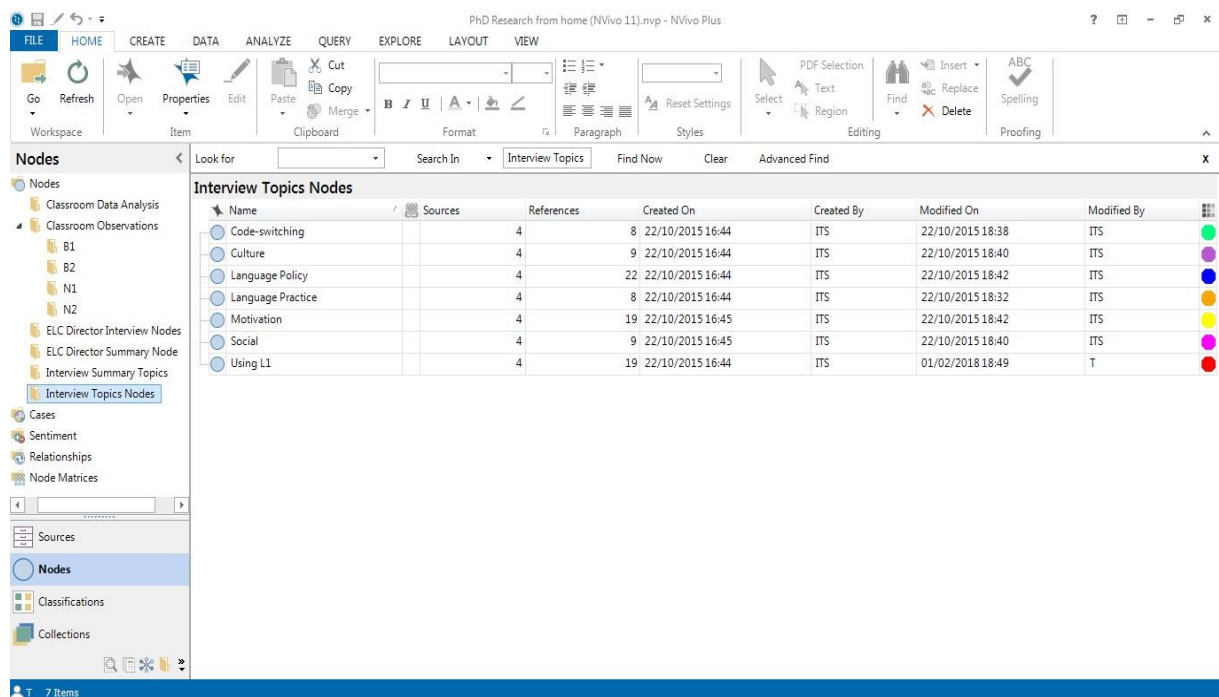 PhD Research from home (NVivo 11).nvp - NVivo Plus
FILE HOME CREATE DATA ANALYZE QUERY EXPLORE LAYOUT VIEW
Go Refresh Open Properties Edit Paste Cut Copy Merge
B I U A Reset Settings
Select PDF Selection Text Region Find Insert Replace Delete ABC Spelling
Workspace Item Clipboard Format Paragraph Styles Editing Proofing
Nodes
Look for Search In Interview Topics Find Now Clear Advanced Find X
Nodes
Classroom Data Analysis
Classroom Observations
B1
B2
N1
N2
ELC Director Interview Nodes
ELC Director Summary Node
Interview Summary Topics
Interview Topics Nodes
Cases
Sentiment
Relationships
Node Matrices
Sources
Nodes
Classifications
Collections
Interview Topics Nodes
Name Sources References Created On Created By Modified On Modified By
Code-switching 4 8 22/10/2015 16:44 ITS 22/10/2015 18:38 ITS
Culture 4 9 22/10/2015 16:44 ITS 22/10/2015 18:40 ITS
Language Policy 4 22 22/10/2015 16:44 ITS 22/10/2015 18:42 ITS
Language Practice 4 8 22/10/2015 16:44 ITS 22/10/2015 18:32 ITS
Motivation 4 19 22/10/2015 16:45 ITS 22/10/2015 18:42 ITS
Social 4 9 22/10/2015 16:45 ITS 22/10/2015 18:40 ITS
Using L1 4 19 22/10/2015 16:44 ITS 01/02/2018 18:49 T
T 7 Items